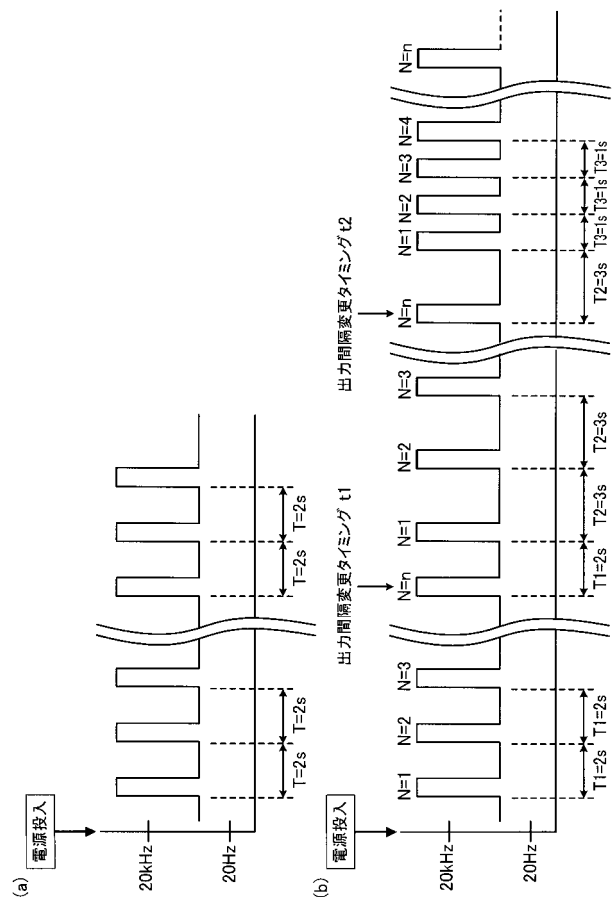 (a)
電源投入
20kHz
20Hz
T=2s
T=2s
T=2s
T=2s
(b)
電源投入
20kHz
20Hz
出力間隔変更タイミング t1
出力間隔変更タイミング t2
N=1
N=2
N=3
N=n
N=1
N=2
N=3
N=n
N=1
N=2
N=3
N=4
N=n
T1=2s
T1=2s
T1=2s
T2=3s
T2=3s
T2=3s
T3=1s
T3=1s
T3=1s